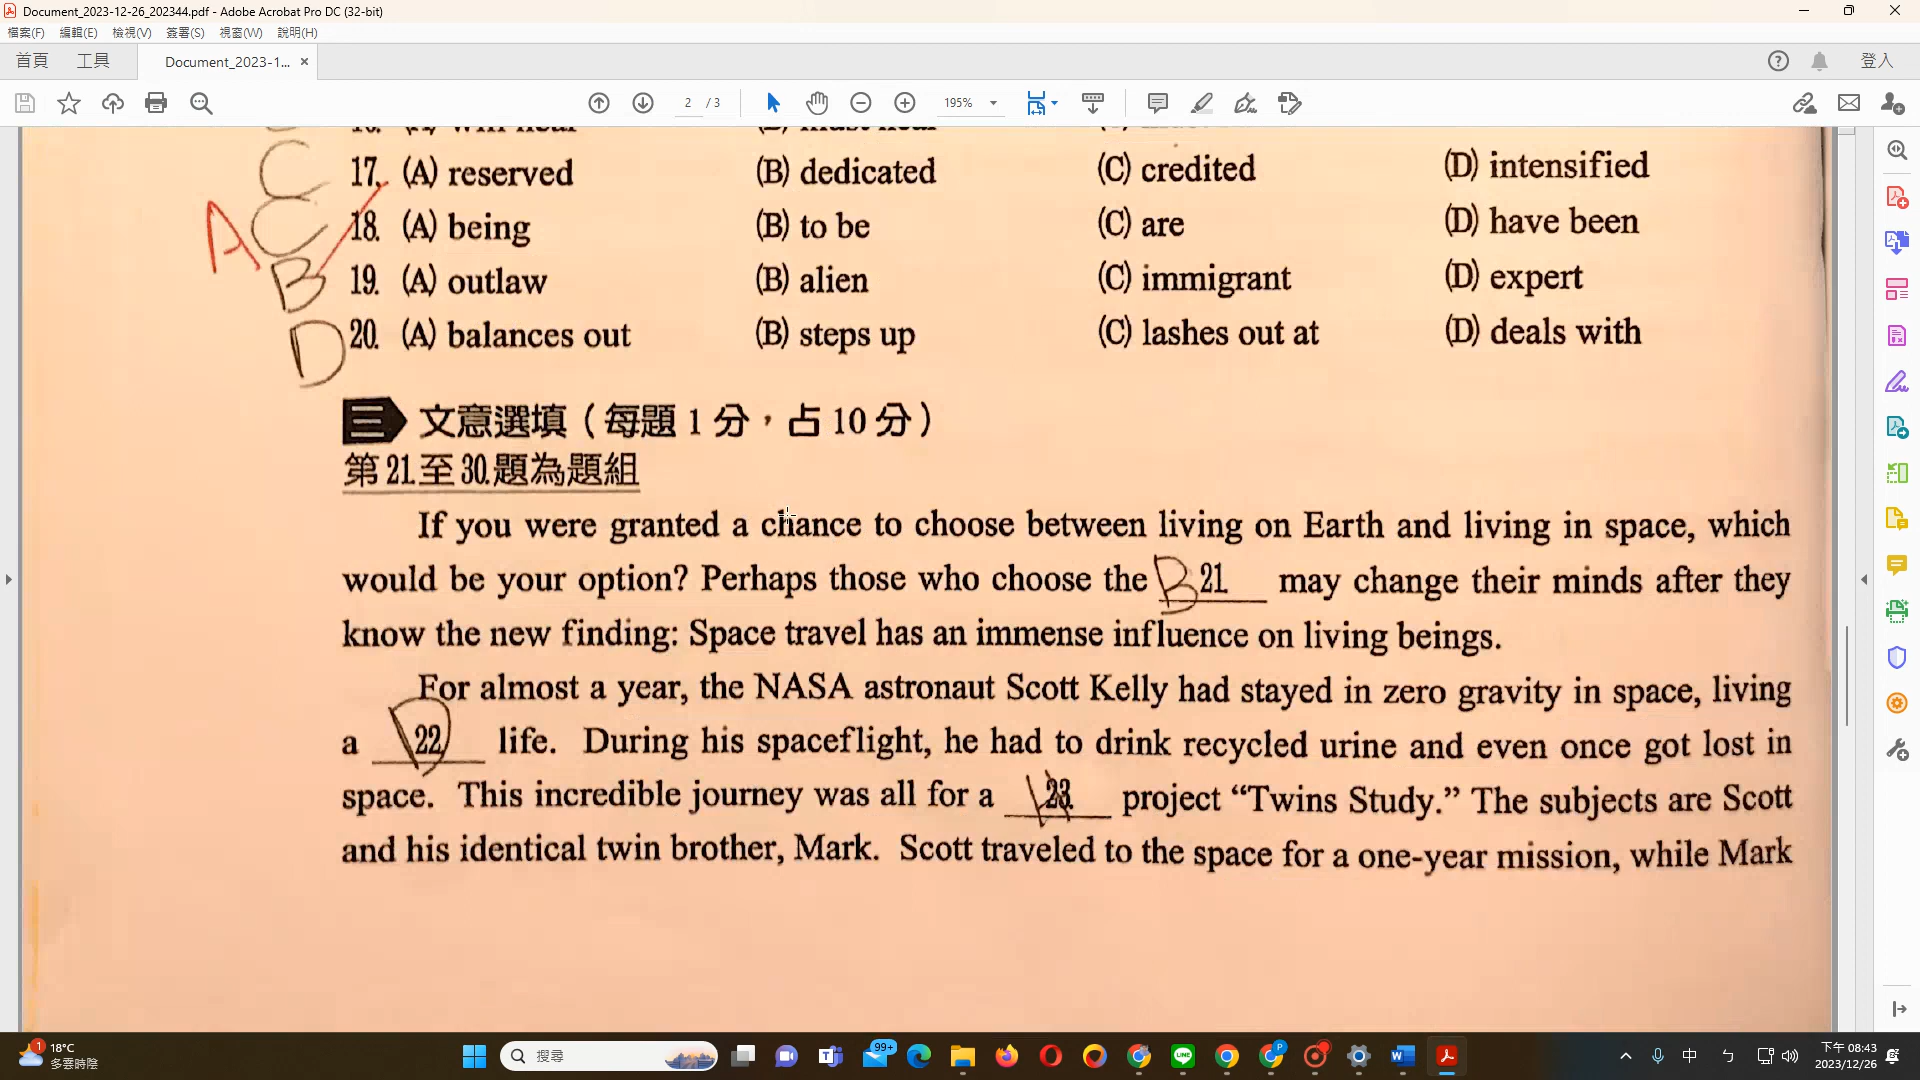 Document_2023-12-26_202344.pdf - Adobe Acrobat Pro DC (32-bit)
檔案(F) 編輯(E) 檢視(V) 簽署(S) 視窗(W) 說明(H)
首頁 工具 Document_2023-1... × 登入
2 / 3 195%
C 17. (A) reserved (B) dedicated (C) credited (D) intensified
A C 18. (A) being (B) to be (C) are (D) have been
B 19. (A) outlaw (B) alien (C) immigrant (D) expert
D 20. (A) balances out (B) steps up (C) lashes out at (D) deals with
三 文意選填（每題 1 分，占 10 分）
第 21.至 30.題為題組
If you were granted a chance to choose between living on Earth and living in space, which
would be your option? Perhaps those who choose the B 21. may change their minds after they
know the new finding: Space travel has an immense influence on living beings.
For almost a year, the NASA astronaut Scott Kelly had stayed in zero gravity in space, living
a D 22. life. During his spaceflight, he had to drink recycled urine and even once got lost in
space. This incredible journey was all for a 23. project “Twins Study.” The subjects are Scott
and his identical twin brother, Mark. Scott traveled to the space for a one-year mission, while Mark
1 18°C
多雲時陰
搜尋
99+
中
下午 08:43
2023/12/26